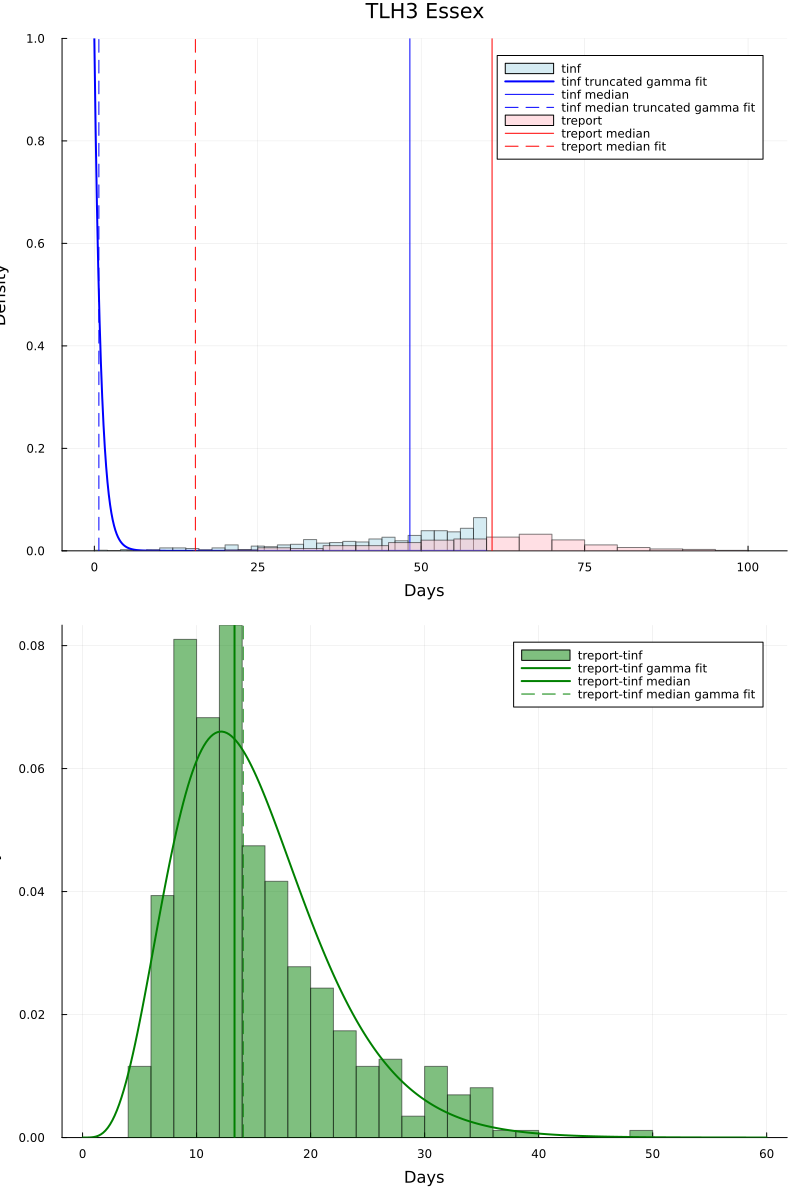 TLH3 Essex
1.0
0.8
0.6
0.4
0.2
0.0
Density
tinf
tinf truncated gamma fit
tinf median
tinf median truncated gamma fit
treport
treport median
treport median fit
0 25 50 75 100
Days
0.08
0.06
0.04
0.02
0.00
treport-tinf
treport-tinf gamma fit
treport-tinf median
treport-tinf median gamma fit
0 10 20 30 40 50 60
Days